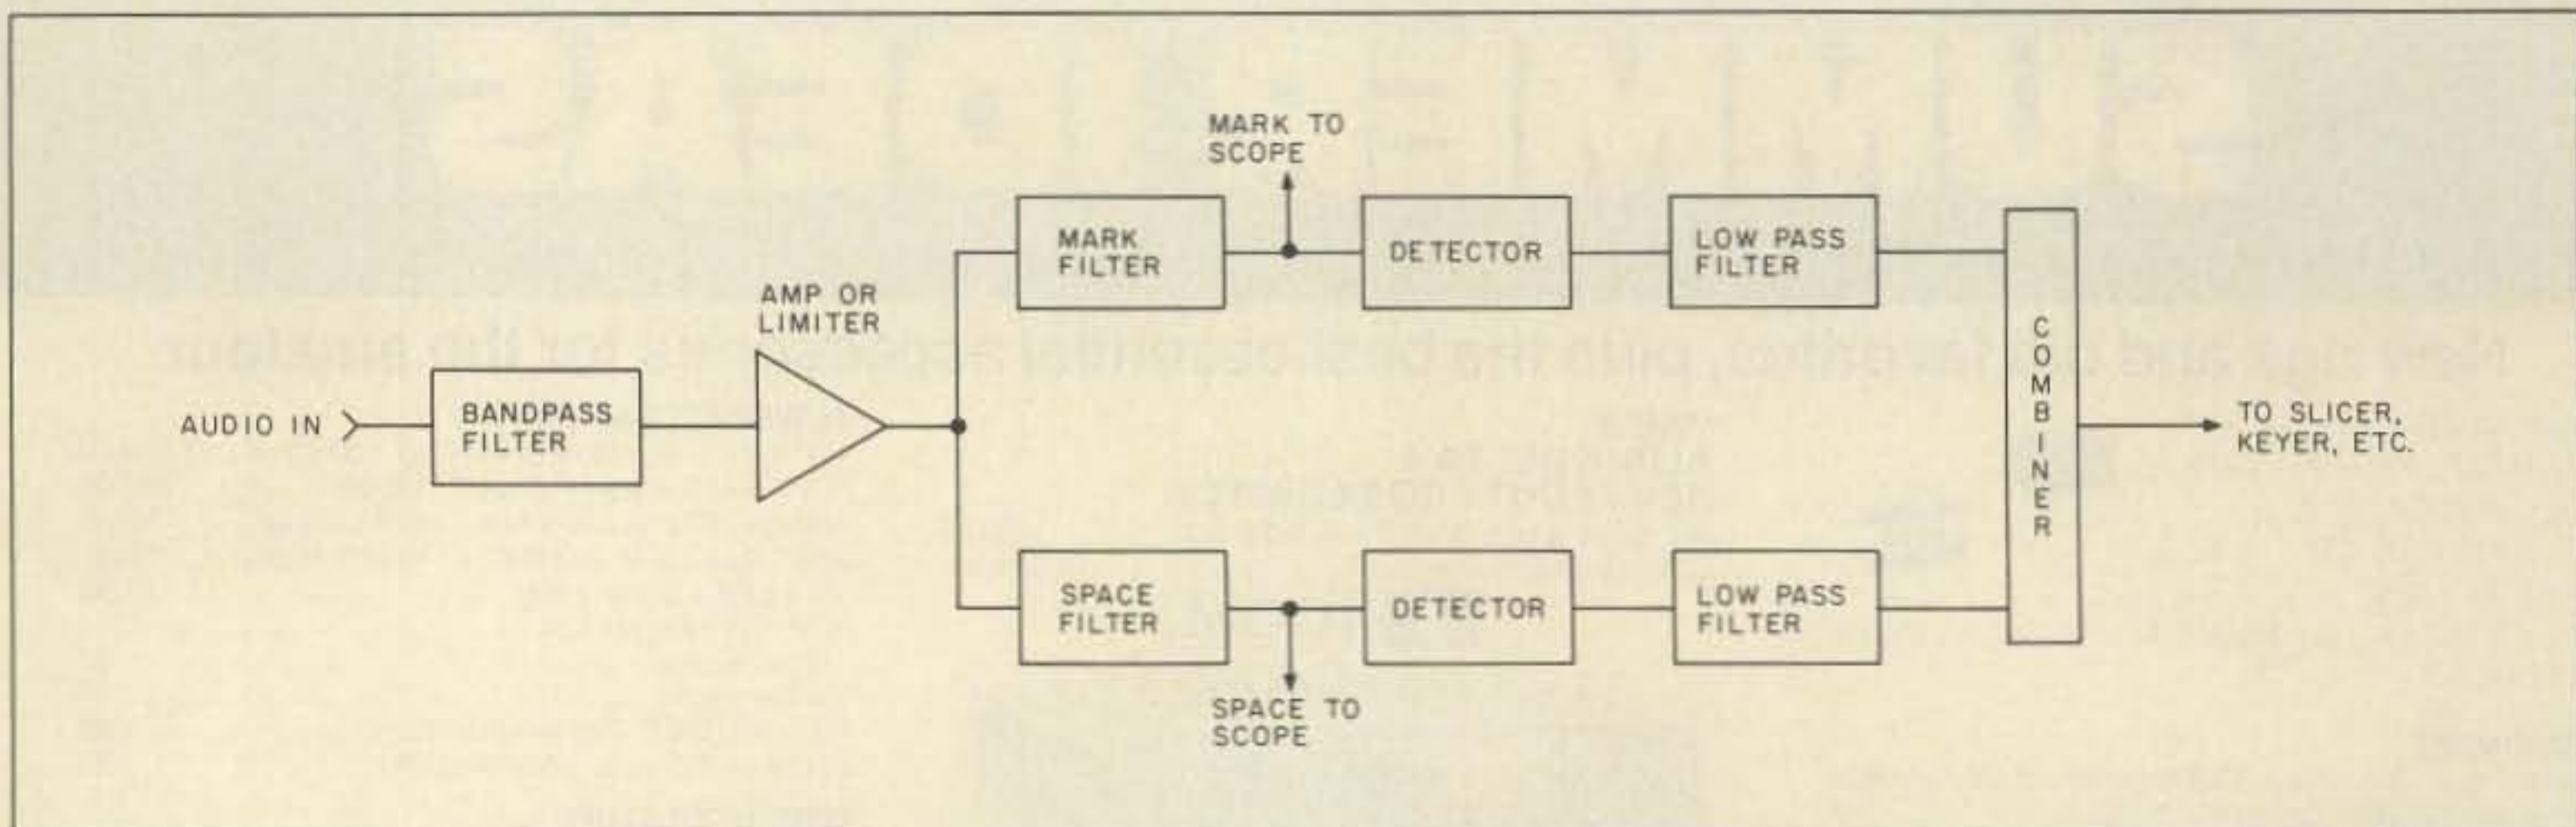 MARK TO
SCOPE
AMP OR
LIMITER
MARK
FILTER
DETECTOR
LOW PASS
FILTER
AUDIO IN
BANDPASS
FILTER
COMBINER
TO SLICER,
KEYER, ETC.
SPACE
FILTER
DETECTOR
LOW PASS
FILTER
SPACE TO
SCOPE